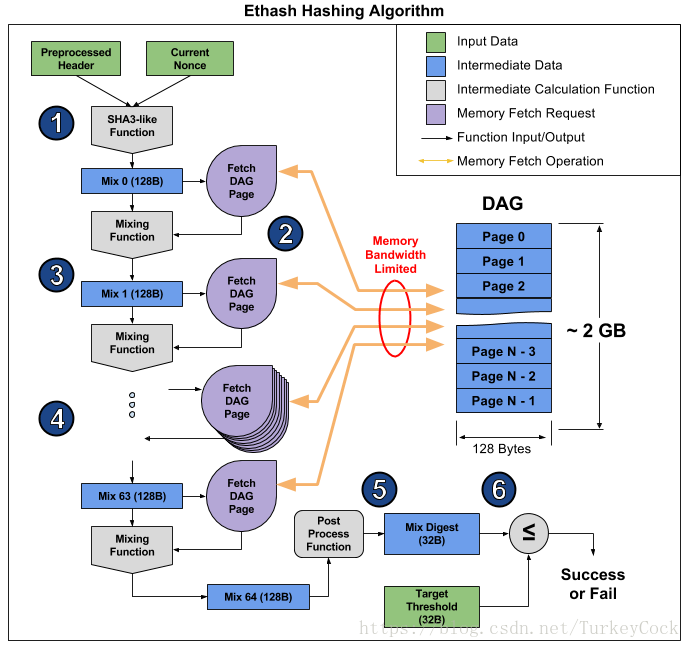 Ethash Hashing Algorithm
Preprocessed
Header
Current
Nonce
Input Data
Intermediate Data
Intermediate Calculation Function
Memory Fetch Request
Function Input/Output
Memory Fetch Operation
1
SHA3-like
Function
Mix 0 (128B)
Fetch
DAG
Page
Mixing
Function
2
3
Mix 1 (128B)
Fetch
DAG
Page
Mixing
Function
Memory
Bandwidth
Limited
DAG
Page 0
Page 1
Page 2
Page N - 3
Page N - 2
Page N - 1
~ 2 GB
128 Bytes
4
Fetch
DAG
Page
Mix 63 (128B)
Fetch
DAG
Page
Mixing
Function
Mix 64 (128B)
5
6
Post
Process
Function
Mix Digest
(32B)
≤
Target
Threshold
(32B)
Success
or Fail
https://blog.csdn.net/TurkeyCock